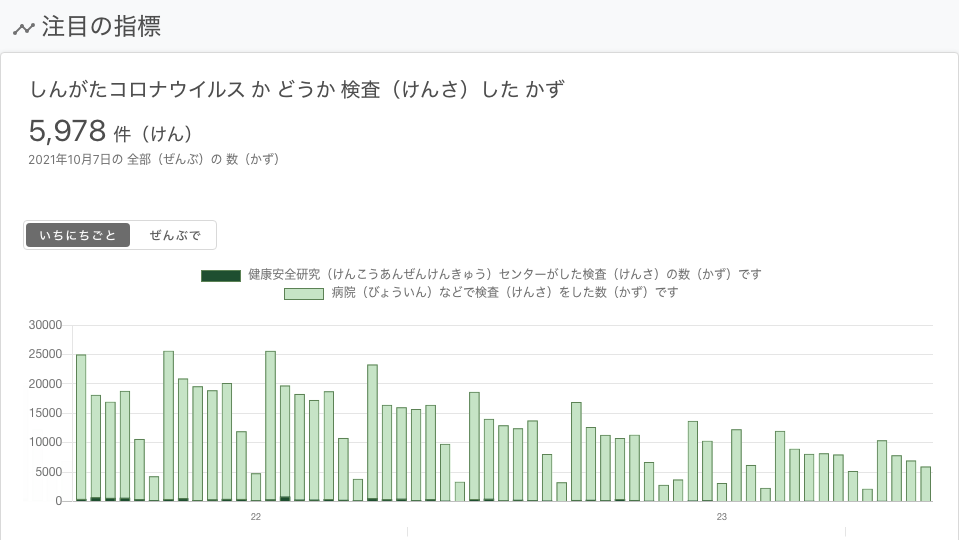 注目の指標
しんがたコロナウイルス か どうか 検査（けんさ）した かず
5,978 件（けん）
2021年10月7日の 全部（ぜんぶ）の 数（かず）
いちにちごと ぜんぶで
健康安全研究（けんこうあんぜんけんきゅう）センターがした検査（けんさ）の数（かず）です
病院（びょういん）などで検査（けんさ）をした数（かず）です
30000
25000
20000
15000
10000
5000
0
22 23